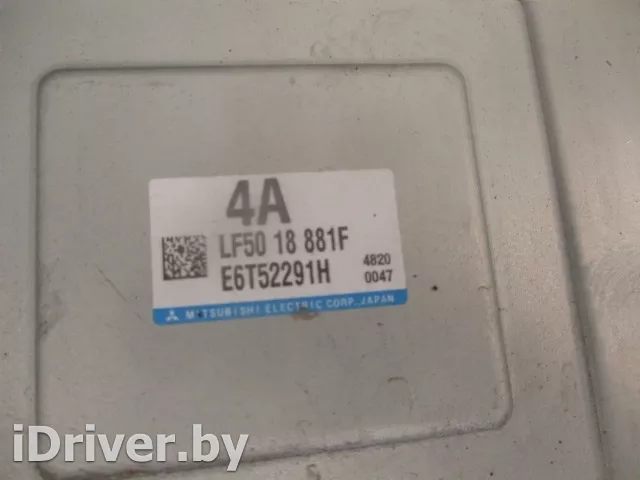 4A
LF50 18 881F
E6T52291H
4820
0047
MITSUBISHI ELECTRIC CORP., JAPAN
iDriver.by